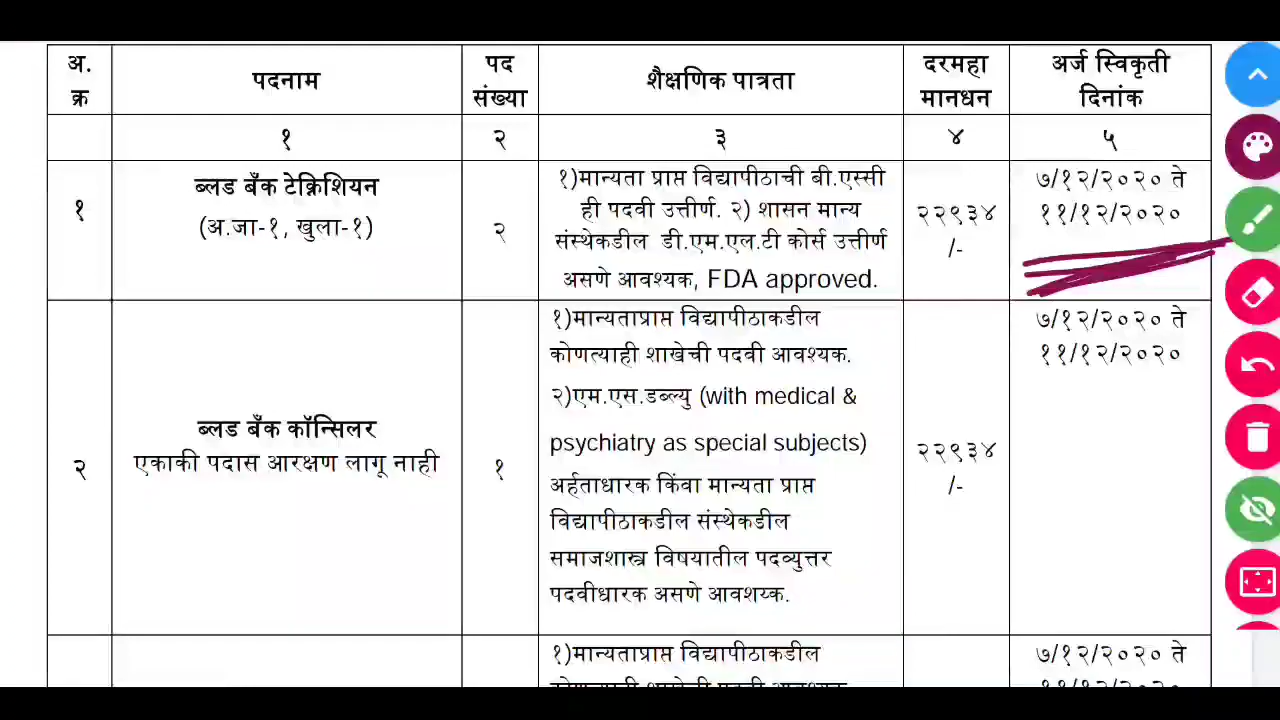 अ.
क्र
पदनाम
पद
संख्या
शैक्षणिक पात्रता
दरमहा
मानधन
अर्ज स्विकृती
दिनांक
१
२
३
४
५
१
ब्लड बँक टेक्निशियन
(अ.जा-१, खुला-१)
२
१)मान्यता प्राप्त विद्यापीठाची बी.एस्सी
ही पदवी उत्तीर्ण. २) शासन मान्य
संस्थेकडील डी.एम.एल.टी कोर्स उत्तीर्ण
असणे आवश्यक, FDA approved.
२२९३४
/-
७/१२/२०२० ते
११/१२/२०२०
२
ब्लड बँक कॉन्सिलर
एकाकी पदास आरक्षण लागू नाही
१
१)मान्यताप्राप्त विद्यापीठाकडील
कोणत्याही शाखेची पदवी आवश्यक.
२)एम.एस.डब्ल्यु (with medical &
psychiatry as special subjects)
अर्हताधारक किंवा मान्यता प्राप्त
विद्यापीठाकडील संस्थेकडील
समाजशास्त्र विषयातील पदव्युत्तर
पदवीधारक असणे आवशय्क.
२२९३४
/-
७/१२/२०२० ते
११/१२/२०२०
१)मान्यताप्राप्त विद्यापीठाकडील
७/१२/२०२० ते